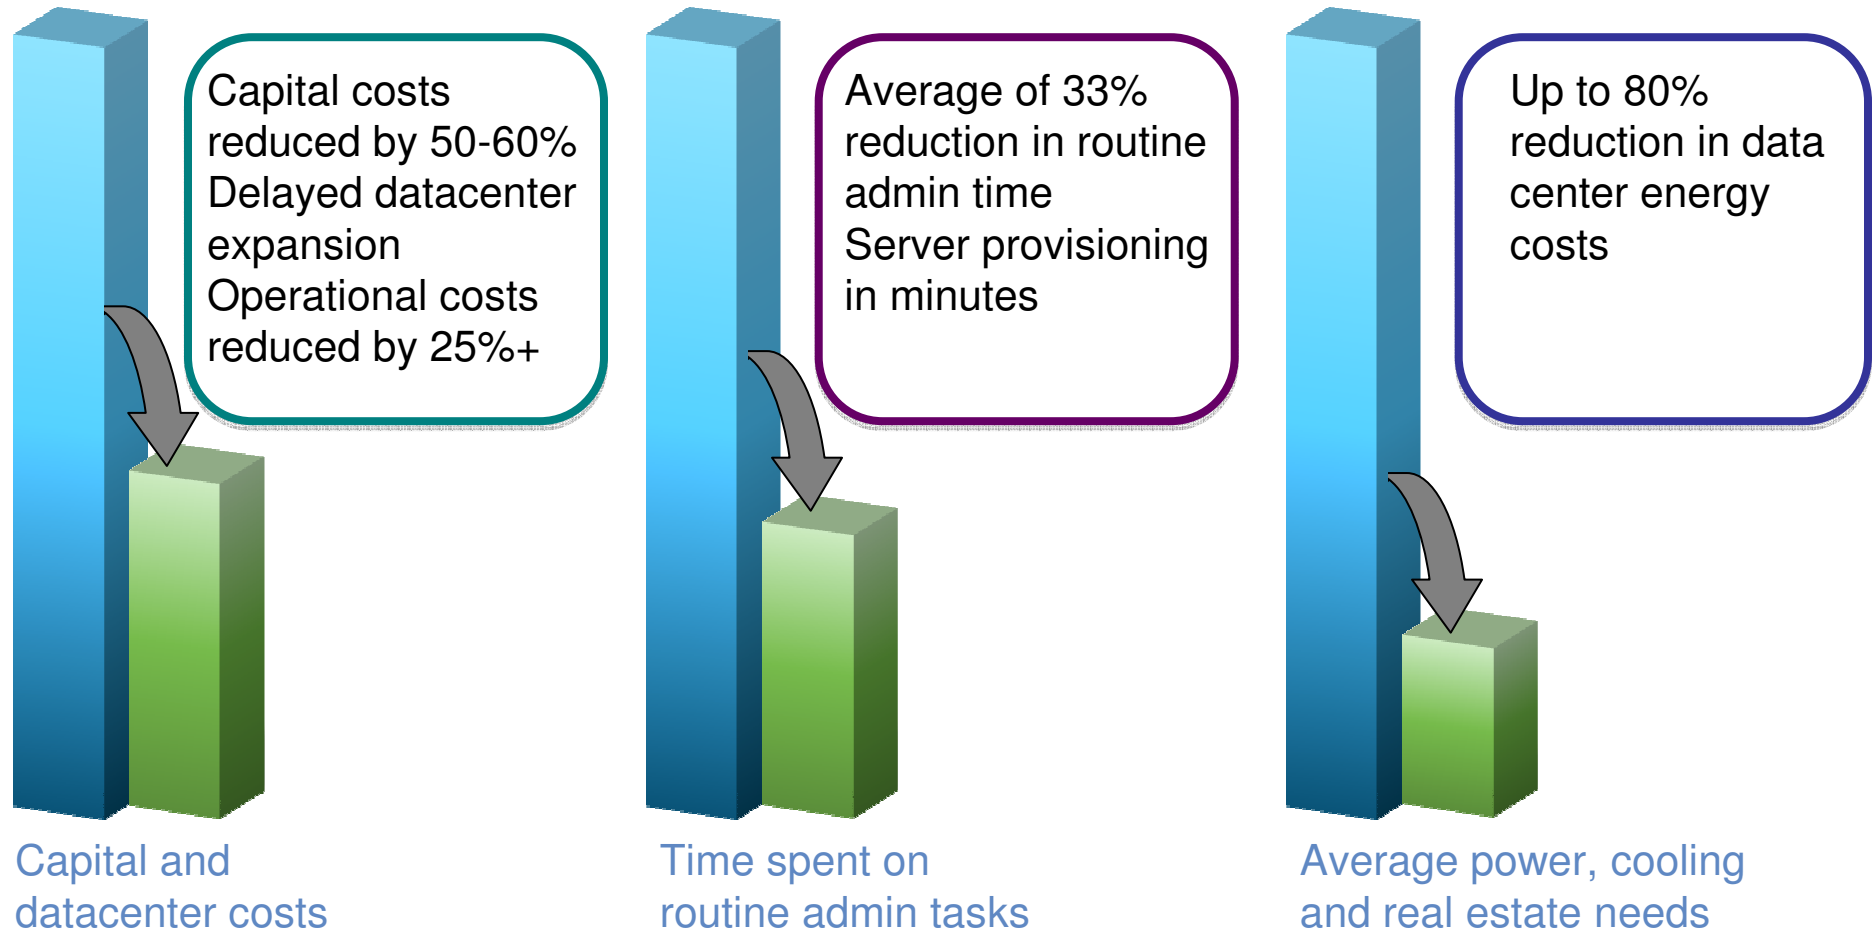 Capital costs
reduced by 50-60%
Delayed datacenter
expansion
Operational costs
reduced by 25%+
Average of 33%
reduction in routine
admin time
Server provisioning
in minutes
Up to 80%
reduction in data
center energy
costs
Capital and
datacenter costs
Time spent on
routine admin tasks
Average power, cooling
and real estate needs